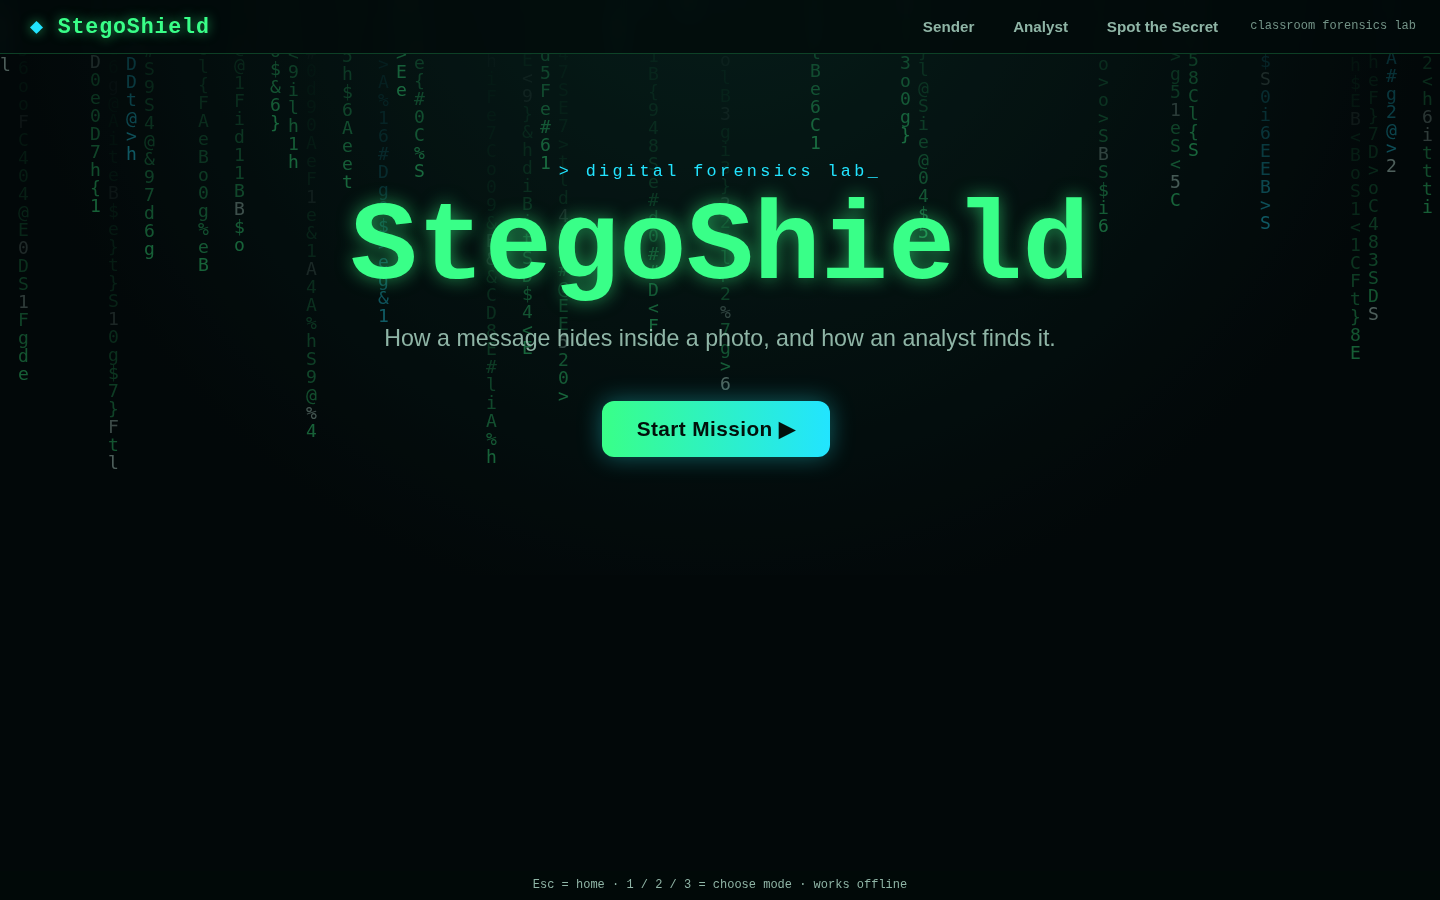 ◆ StegoShield
Sender Analyst Spot the Secret classroom forensics lab
> digital forensics lab_
StegoShield
How a message hides inside a photo, and how an analyst finds it.
Start Mission ▶
Esc = home · 1 / 2 / 3 = choose mode · works offline